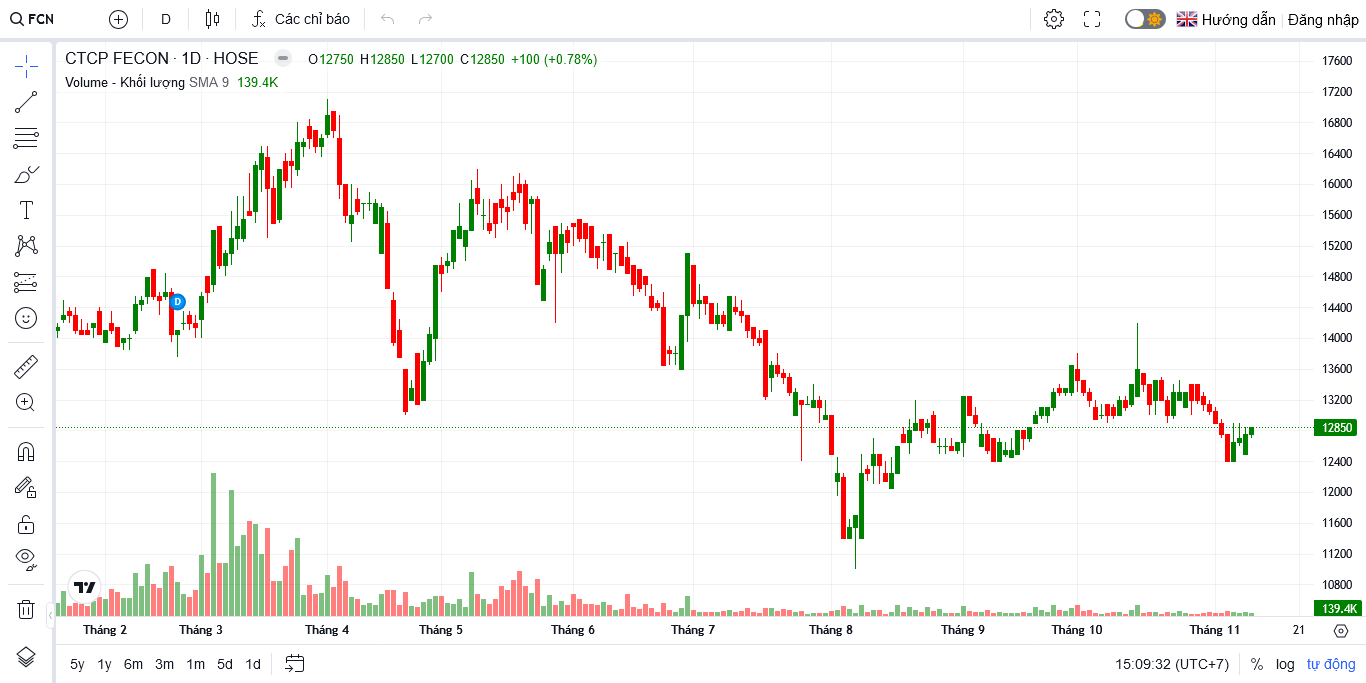 FCN D Các chỉ báo Hướng dẫn Đăng nhập
CTCP FECON · 1D · HOSE O12750 H12850 L12700 C12850 +100 (+0.78%)
Volume - Khối lượng SMA 9 139.4K
17600
17200
16800
16400
16000
15600
15200
14800
14400
14000
13600
13200
12850
12400
12000
11600
11200
10800
139.4K
D
Tháng 2 Tháng 3 Tháng 4 Tháng 5 Tháng 6 Tháng 7 Tháng 8 Tháng 9 Tháng 10 Tháng 11 21
5y 1y 6m 3m 1m 5d 1d 15:09:32 (UTC+7) % log tự động